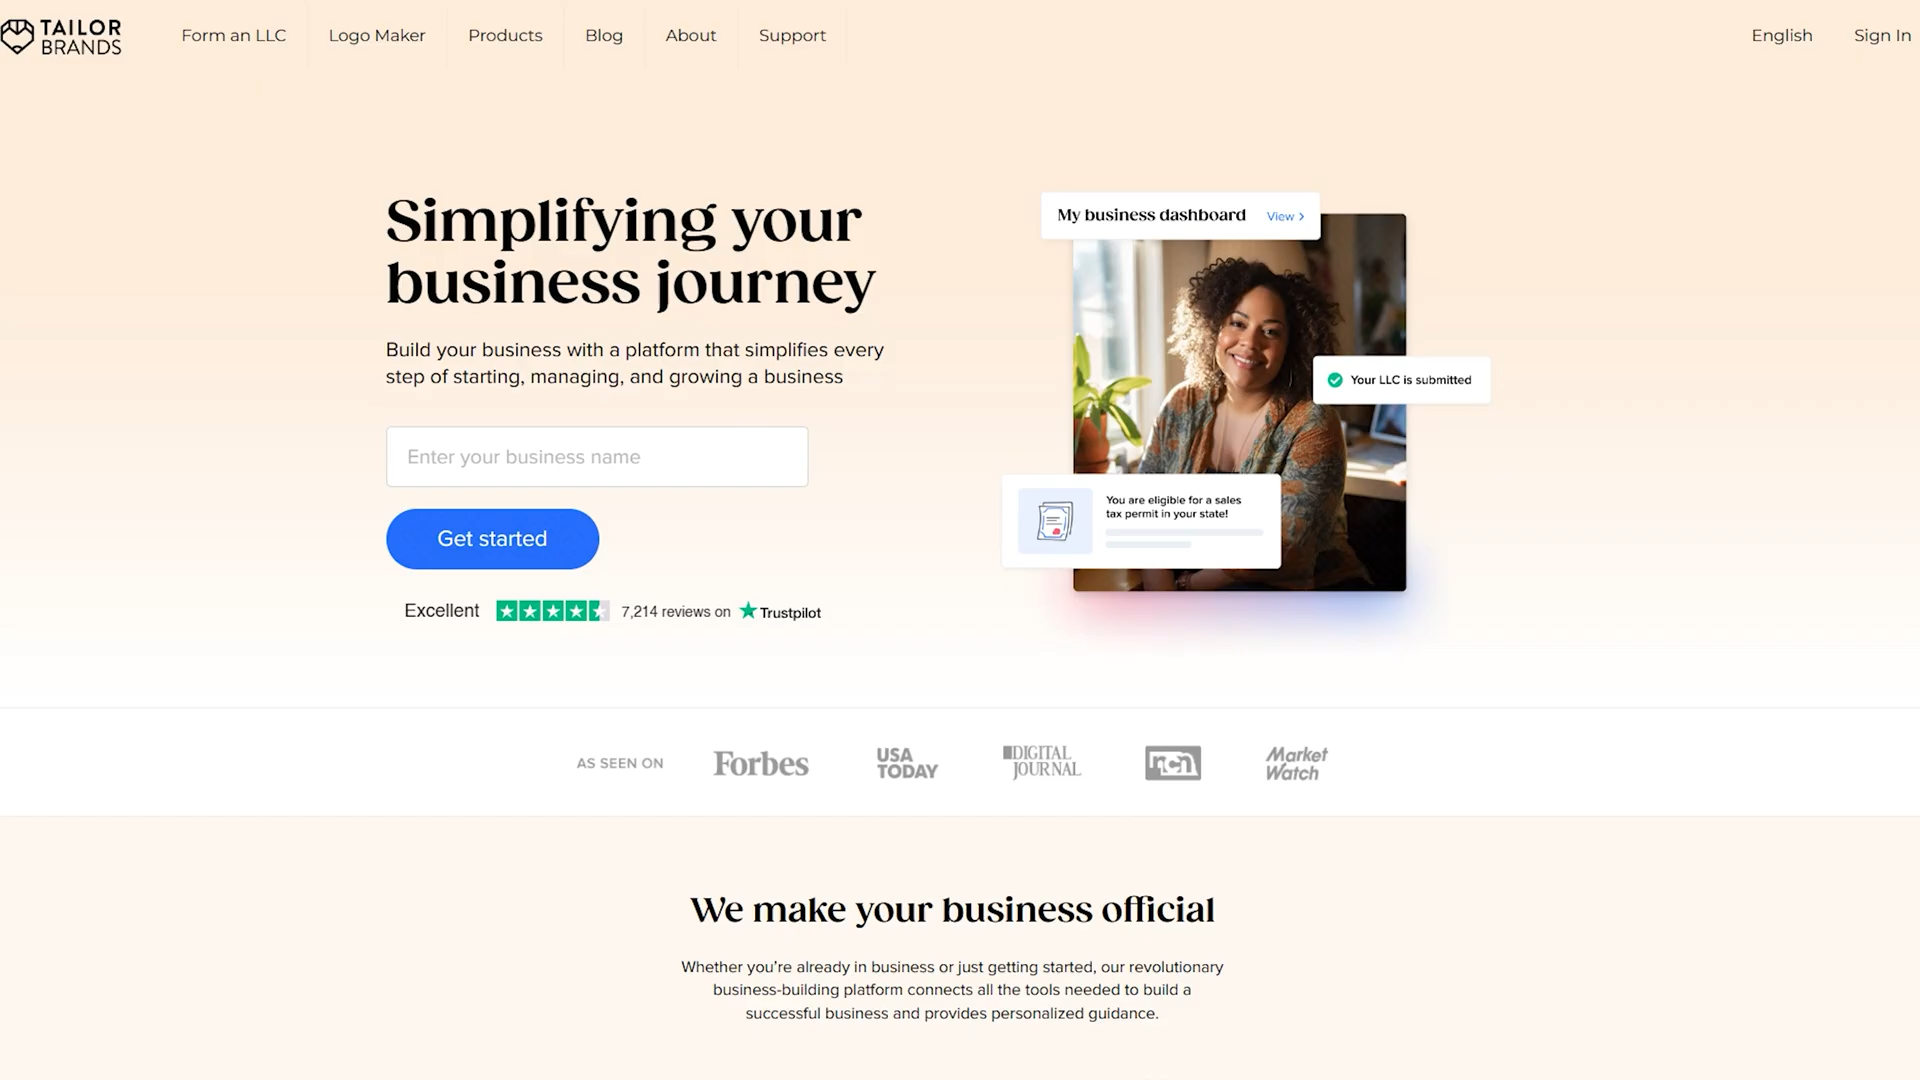 TAILOR
BRANDS
Form an LLC
Logo Maker
Products
Blog
About
Support
English
Sign In
Simplifying your
business journey
Build your business with a platform that simplifies every
step of starting, managing, and growing a business
Enter your business name
Get started
Excellent
7,214 reviews on
Trustpilot
My business dashboard
View >
Your LLC is submitted
You are eligible for a sales
tax permit in your state!
AS SEEN ON
Forbes
USA
TODAY
DIGITAL
JOURNAL
ncn
Market
Watch
We make your business official
Whether you’re already in business or just getting started, our revolutionary
business-building platform connects all the tools needed to build a
successful business and provides personalized guidance.